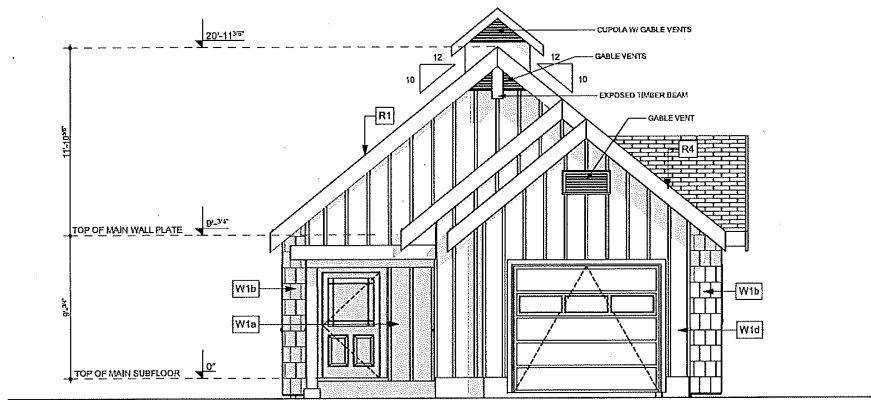 20'-11 3/8"
CUPOLA W/ GABLE VENTS
12
10
12
10
GABLE VENTS
EXPOSED TIMBER BEAM
GABLE VENT
R1
R4
11'-10 5/8"
TOP OF MAIN WALL PLATE
9'- 3/4"
W1b
W1b
W1a
W1d
9'- 3/4"
TOP OF MAIN SUBFLOOR
0"